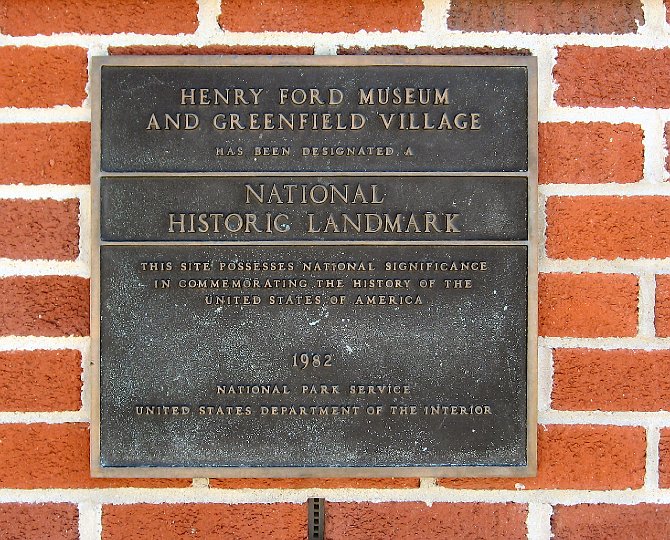 HENRY FORD MUSEUM
AND GREENFIELD VILLAGE
HAS BEEN DESIGNATED A
NATIONAL
HISTORIC LANDMARK
THIS SITE POSSESSES NATIONAL SIGNIFICANCE
IN COMMEMORATING THE HISTORY OF THE
UNITED STATES OF AMERICA
1982
NATIONAL PARK SERVICE
UNITED STATES DEPARTMENT OF THE INTERIOR